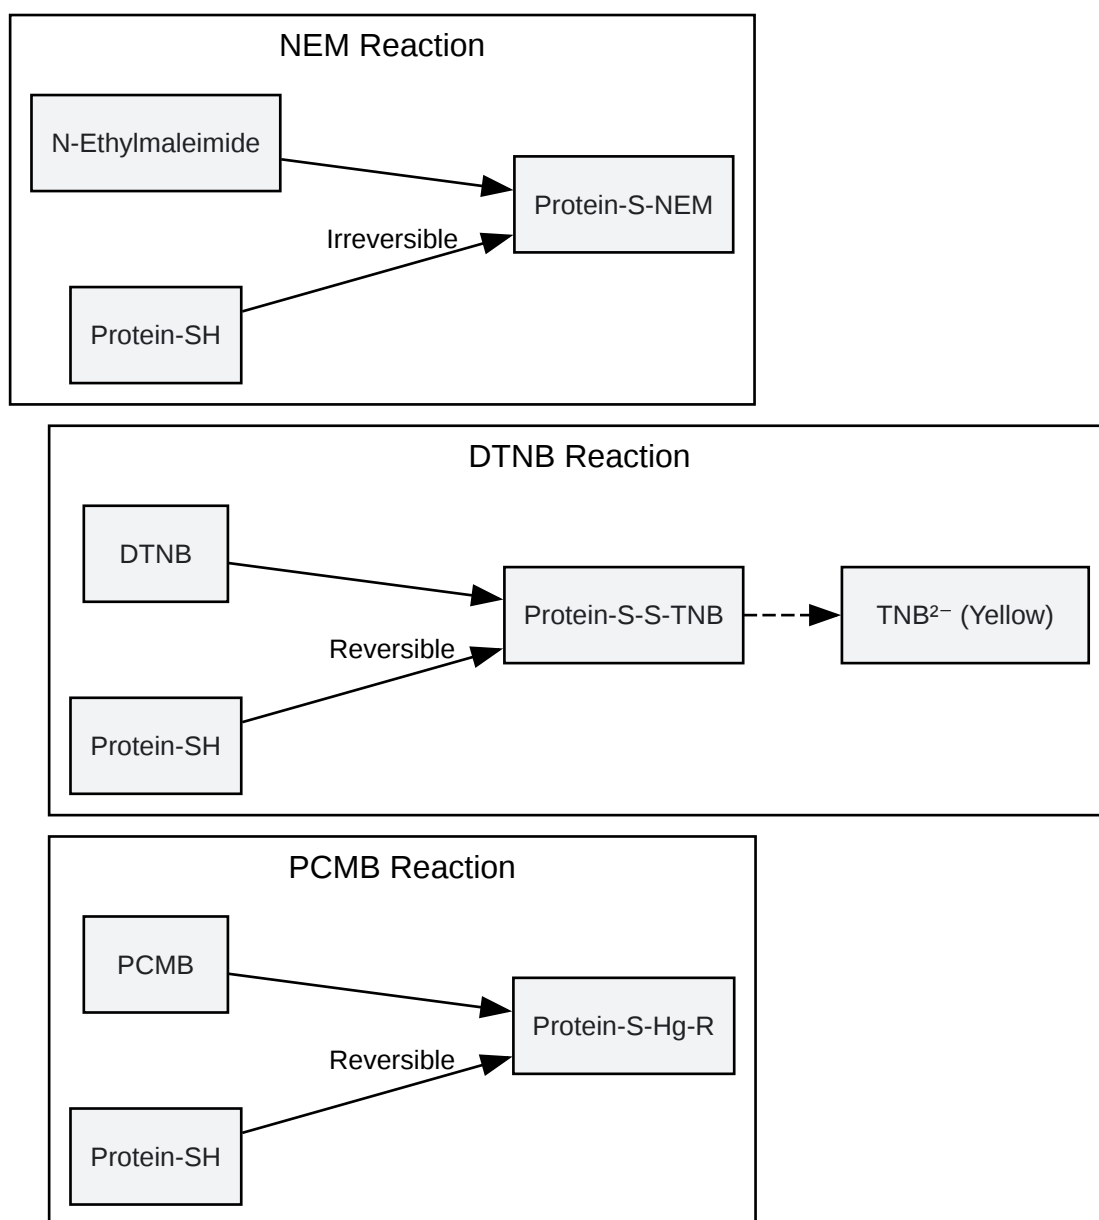 NEM Reaction
N-Ethylmaleimide
Protein-S-NEM
Irreversible
Protein-SH
DTNB Reaction
DTNB
Protein-S-S-TNB
TNB²⁻ (Yellow)
Reversible
Protein-SH
PCMB Reaction
PCMB
Protein-S-Hg-R
Reversible
Protein-SH